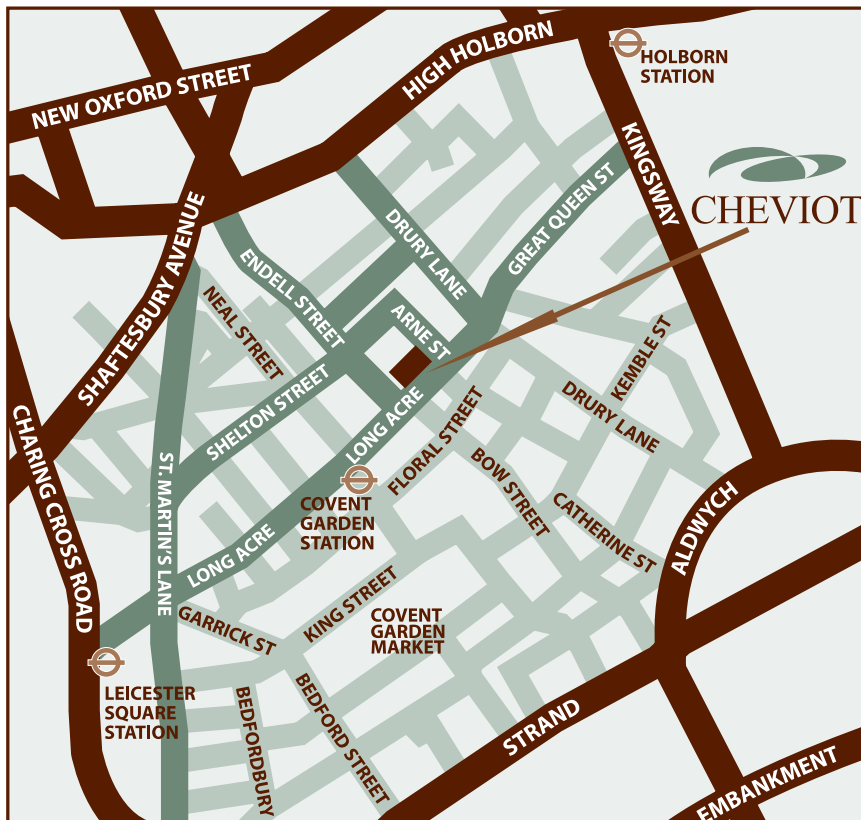 NEW OXFORD STREET
HIGH HOLBORN
HOLBORN
STATION
KINGSWAY
CHEVIOT
SHAFTESBURY AVENUE
ENDELL STREET
DRURY LANE
GREAT QUEEN ST
NEAL STREET
ARNE ST
KEMBLE ST
SHELTON STREET
LONG ACRE
FLORAL STREET
DRURY LANE
CHARING CROSS ROAD
ST. MARTIN'S LANE
BOW STREET
CATHERINE ST
ALDWYCH
COVENT
GARDEN
STATION
LONG ACRE
GARRICK ST
KING STREET
COVENT
GARDEN
MARKET
LEICESTER
SQUARE
STATION
BEDFORDBURY
BEDFORD STREET
STRAND
EMBANKMENT